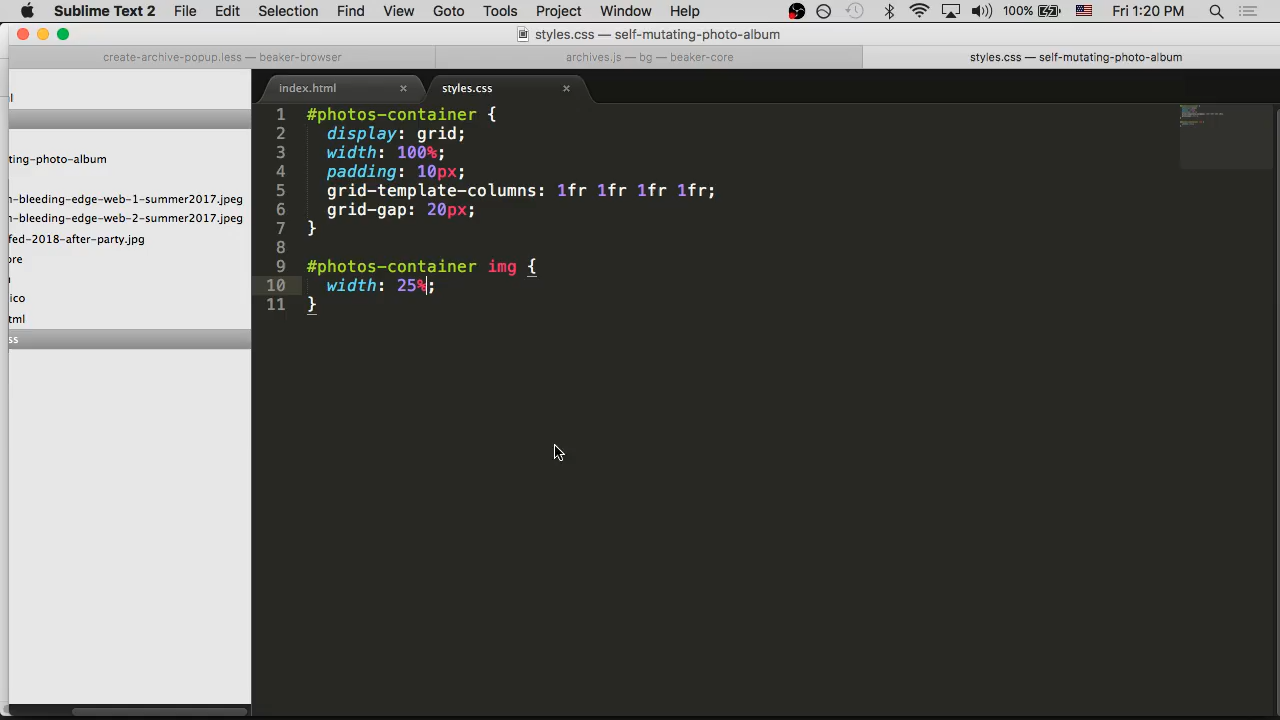 Sublime Text 2 File Edit Selection Find View Goto Tools Project Window Help 100% Fri 1:20 PM
styles.css — self-mutating-photo-album
create-archive-popup.less — beaker-browser archives.js — bg — beaker-core styles.css — self-mutating-photo-album
index.html × styles.css ×
l
ting-photo-album
n-bleeding-edge-web-1-summer2017.jpeg
n-bleeding-edge-web-2-summer2017.jpeg
fed-2018-after-party.jpg
ore
n
ico
tml
ss
1 #photos-container {
2 display: grid;
3 width: 100%;
4 padding: 10px;
5 grid-template-columns: 1fr 1fr 1fr 1fr;
6 grid-gap: 20px;
7 }
8
9 #photos-container img {
10 width: 25%;
11 }